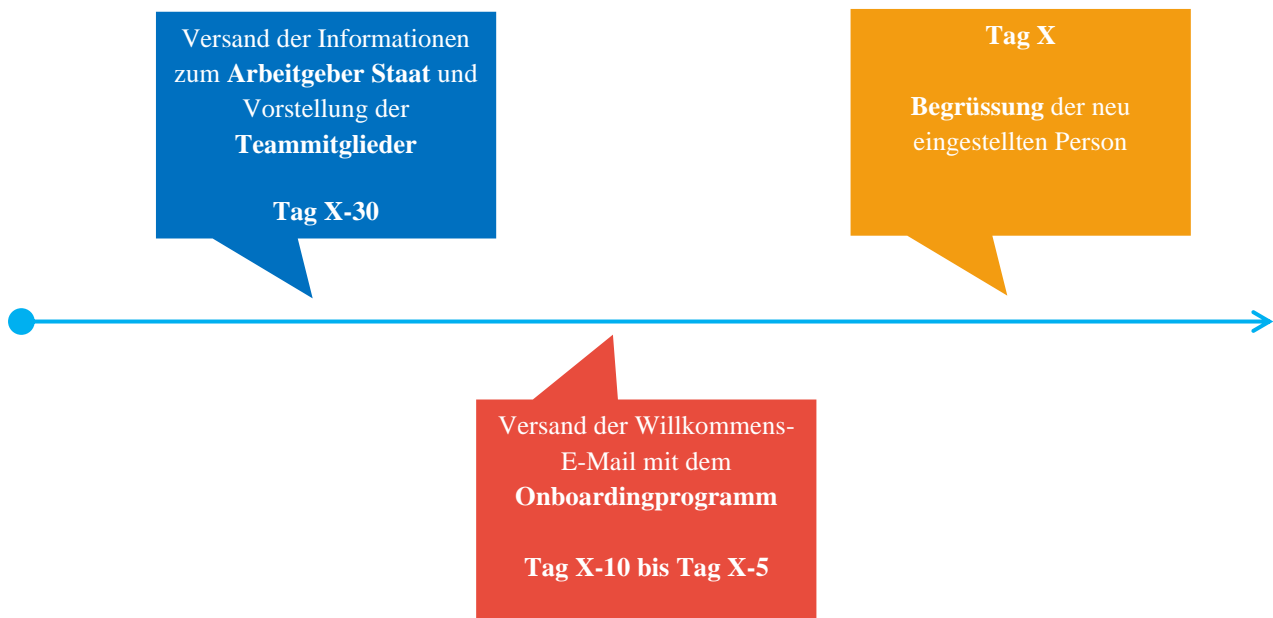 Versand der Informationen
zum Arbeitgeber Staat und
Vorstellung der
Teammitglieder
Tag X-30
Tag X
Begrüssung der neu
eingestellten Person
Versand der Willkommens-
E-Mail mit dem
Onboardingprogramm
Tag X-10 bis Tag X-5